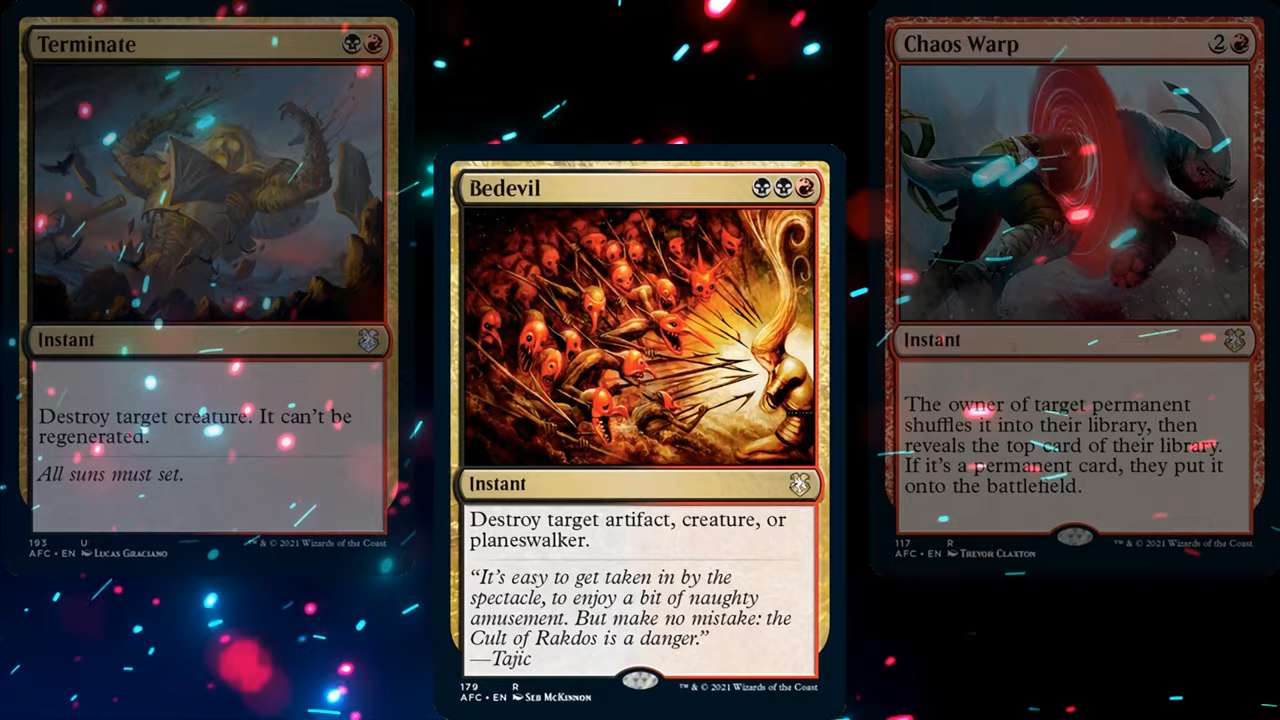 Terminate
Instant
Destroy target creature. It can't be
regenerated.
All suns must set.
193 U
AFC • EN Lucas Graciano
™ & © 2021 Wizards of the Coast
Bedevil
Instant
Destroy target artifact, creature, or
planeswalker.
“It's easy to get taken in by the
spectacle, to enjoy a bit of naughty
amusement. But make no mistake: the
Cult of Rakdos is a danger.”
—Tajic
179 R
AFC • EN Seb McKinnon
™ & © 2021 Wizards of the Coast
Chaos Warp
2
Instant
The owner of target permanent
shuffles it into their library, then
reveals the top card of their library.
If it's a permanent card, they put it
onto the battlefield.
117 R
AFC • EN Trevor Claxton
™ & © 2021 Wizards of the Coast